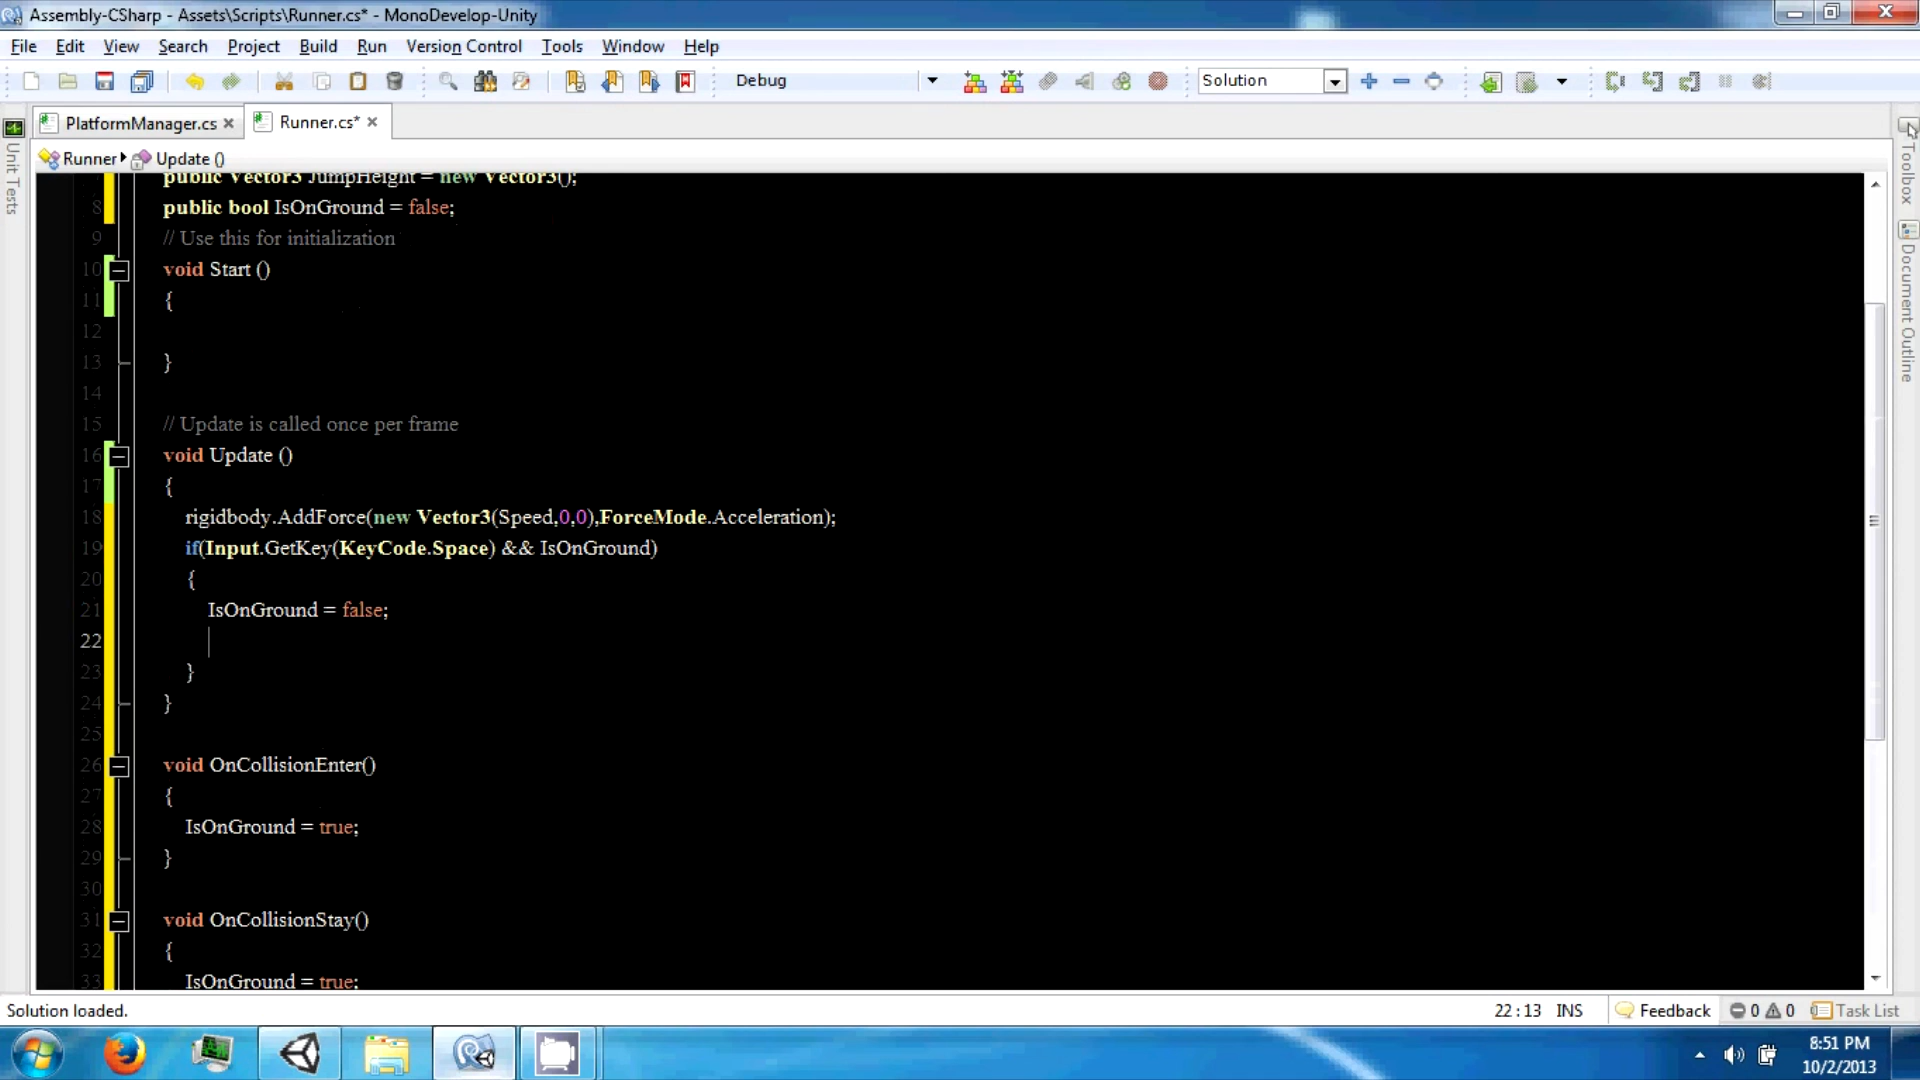 Assembly-CSharp - Assets\Scripts\Runner.cs* - MonoDevelop-Unity
File Edit View Search Project Build Run Version Control Tools Window Help
Debug Solution
PlatformManager.cs Runner.cs*
Runner Update ()
Unit Tests
Toolbox
Document Outline
public Vector3 JumpHeight = new Vector3();
8 public bool IsOnGround = false;
9 // Use this for initialization
10 void Start ()
11 {
12
13 }
14
15 // Update is called once per frame
16 void Update ()
17 {
18 rigidbody.AddForce(new Vector3(Speed,0,0),ForceMode.Acceleration);
19 if(Input.GetKey(KeyCode.Space) && IsOnGround)
20 {
21 IsOnGround = false;
22
23 }
24 }
25
26 void OnCollisionEnter()
27 {
28 IsOnGround = true;
29 }
30
31 void OnCollisionStay()
32 {
33 IsOnGround = true;
Solution loaded. 22 : 13 INS Feedback 0 0 Task List
8:51 PM
10/2/2013